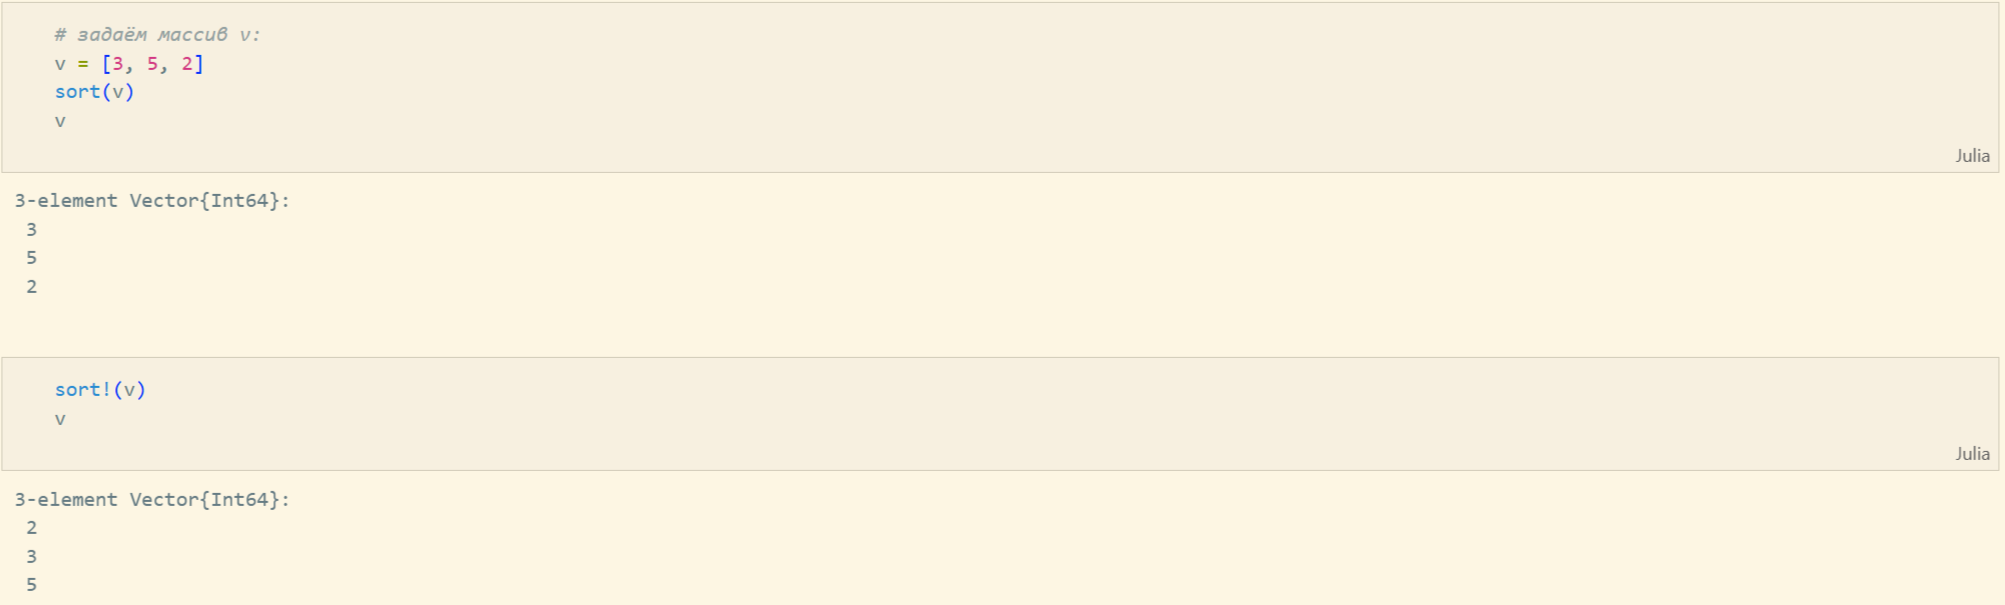 # задаём массив v:
v = [3, 5, 2]
sort(v)
v
Julia
3-element Vector{Int64}:
3
5
2
sort!(v)
v
Julia
3-element Vector{Int64}:
2
3
5